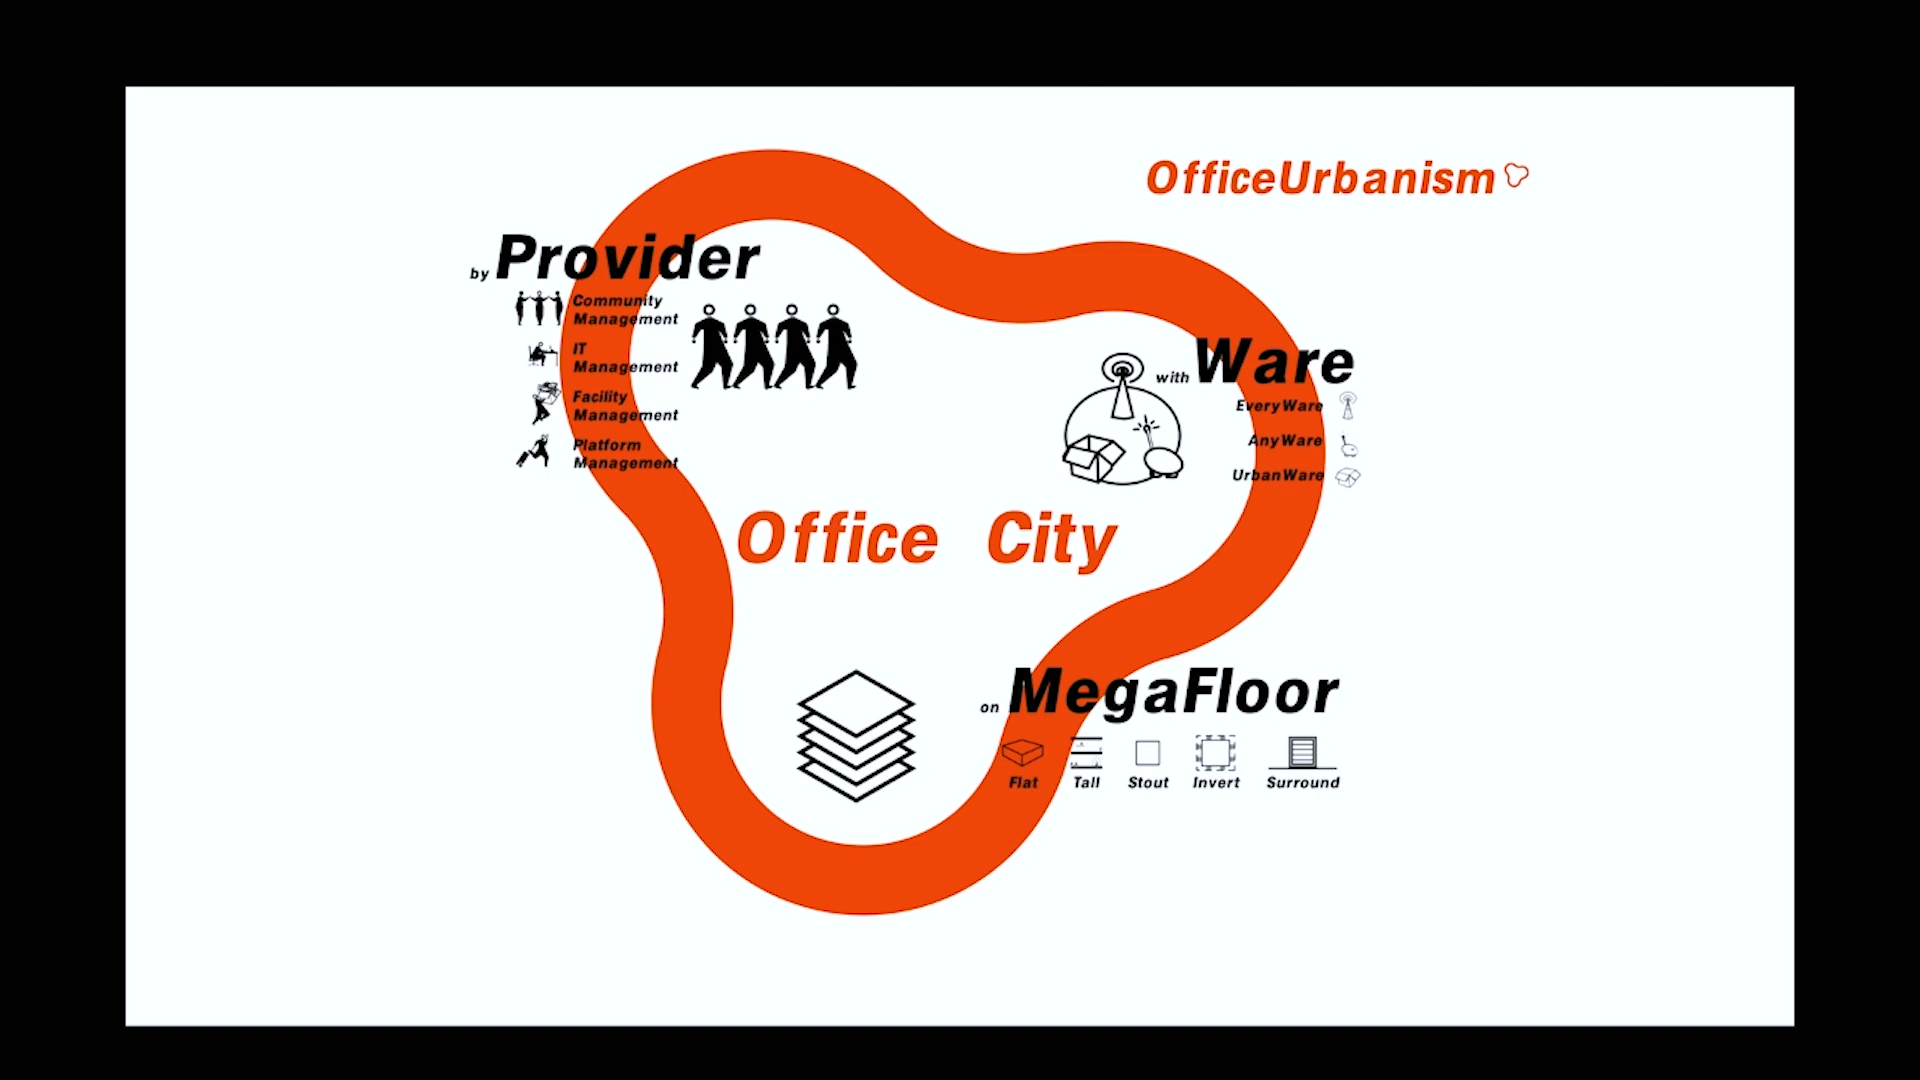 OfficeUrbanism
by Provider
Community
Management
IT
Management
Facility
Management
Platform
Management
with Ware
EveryWare
AnyWare
UrbanWare
Office City
on MegaFloor
Flat Tall Stout Invert Surround